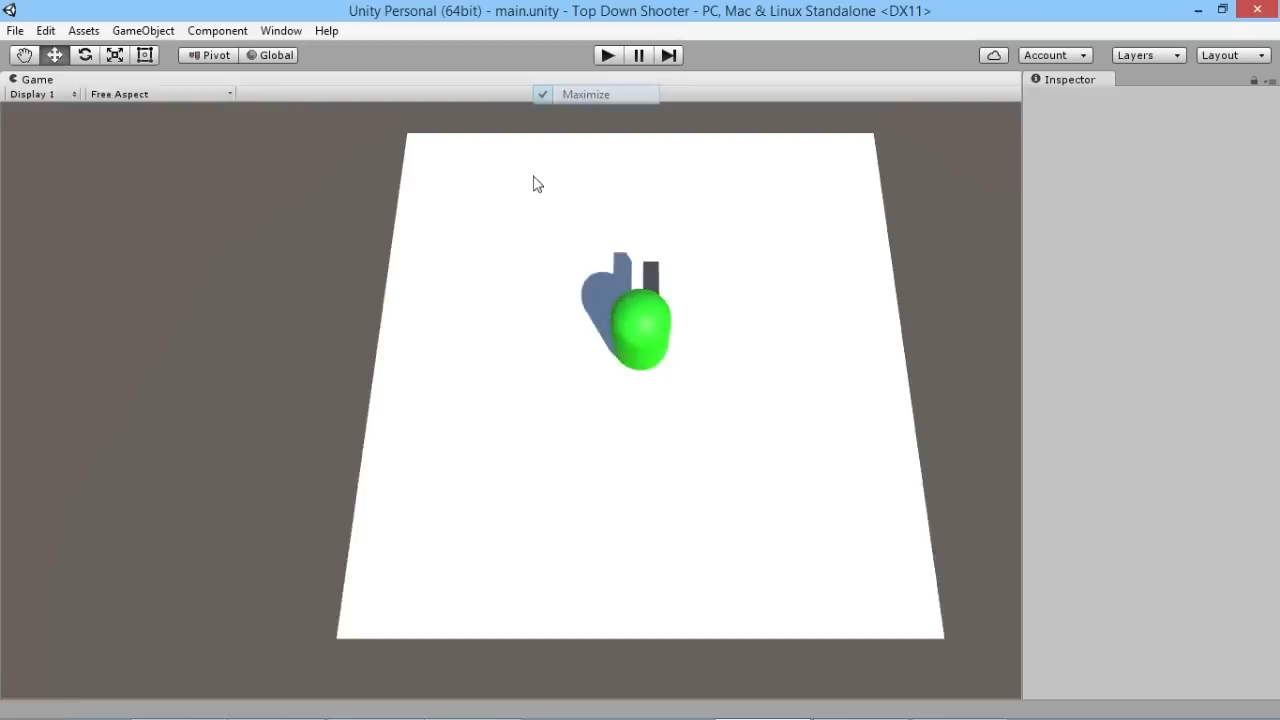 Unity Personal (64bit) - main.unity - Top Down Shooter - PC, Mac & Linux Standalone <DX11>
File Edit Assets GameObject Component Window Help
Pivot Global Account Layers Layout
Game Inspector
Display 1 Free Aspect Maximize